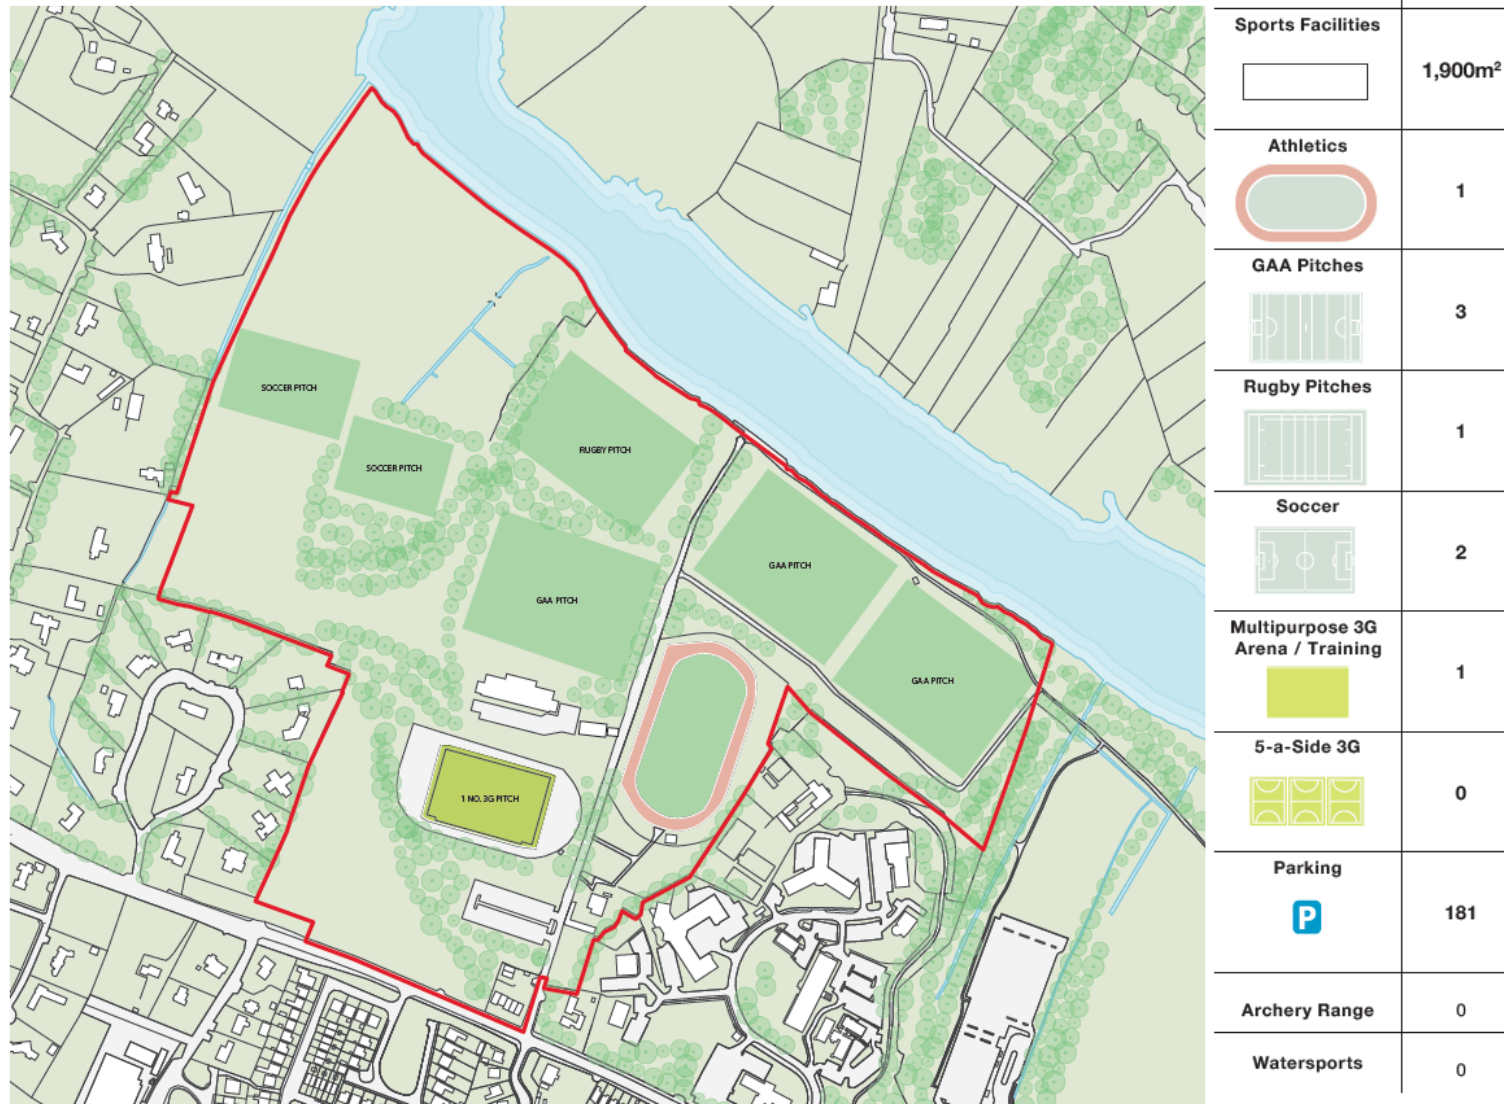 SOCCER PITCH
SOCCER PITCH
RUGBY PITCH
GAA PITCH
GAA PITCH
GAA PITCH
1 NO. 3G PITCH
Sports Facilities
1,900m²
Athletics
1
GAA Pitches
3
Rugby Pitches
1
Soccer
2
Multipurpose 3G
Arena / Training
1
5-a-Side 3G
0
Parking
P
181
Archery Range
0
Watersports
0